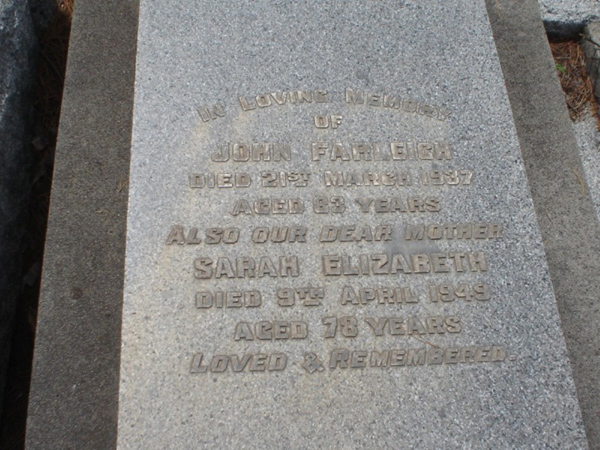 In Loving Memory
OF
JOHN FARLEIGH
DIED 21ST MARCH 1937
AGED 83 YEARS
ALSO OUR DEAR MOTHER
SARAH ELIZABETH
DIED 9TH APRIL 1949
AGED 78 YEARS
LOVED & REMEMBERED.